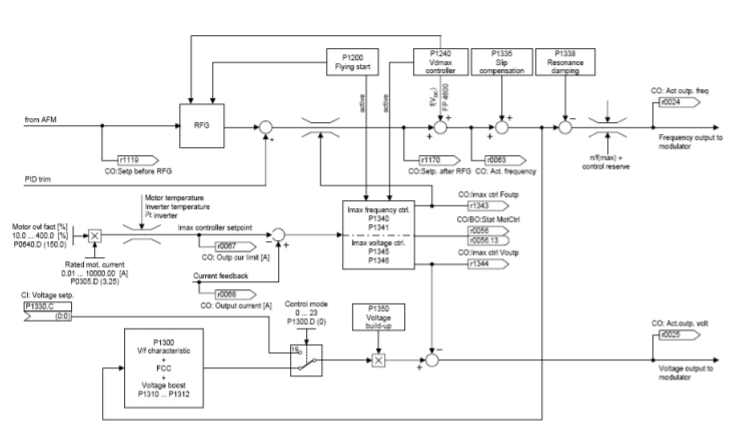 P1200
Flying start
P1240
Vdmax
controller
P1335
Slip
compensation
P1338
Resonance
damping
active
active
f(VDC)
FP 4600
CO: Act outp. freq
r0024
from AFM
RFG
+
+
+
+
+
−
r1119
CO:Setp before RFG
r1170
CO:Setp. after RFG
r0063
CO: Act. frequency
n/f(max) +
control reserve
Frequency output to
modulator
PID trim
Motor temperature
Inverter temperature
i²t inverter
Imax frequency ctrl.
P1340
P1341
Imax voltage ctrl.
P1345
P1346
CO:Imax ctrl Foutp
r1343
CO/BO:Stat MotCtrl
r0056
r0056.13
CO:Imax ctrl Voutp
r1344
Motor ovl fact [%]
10.0 ... 400.0 [%]
P0640.D (150.0)
Imax controller setpoint
r0067
CO: Outp cur limit [A]
−
+
Rated mot. current
0.01 ... 10000.00 [A]
P0305.D (3.25)
Current feedback
r0068
CO: Output current [A]
CI: Voltage setp.
P1330.C
(0:0)
Control mode
0 ... 23
P1300.D (0)
P1350
Voltage
build-up
P1300
V/f characteristic
+
FCC
+
Voltage boost
P1310 ... P1312
19
−
+
CO: Act.outp. volt
r0025
Voltage output to
modulator